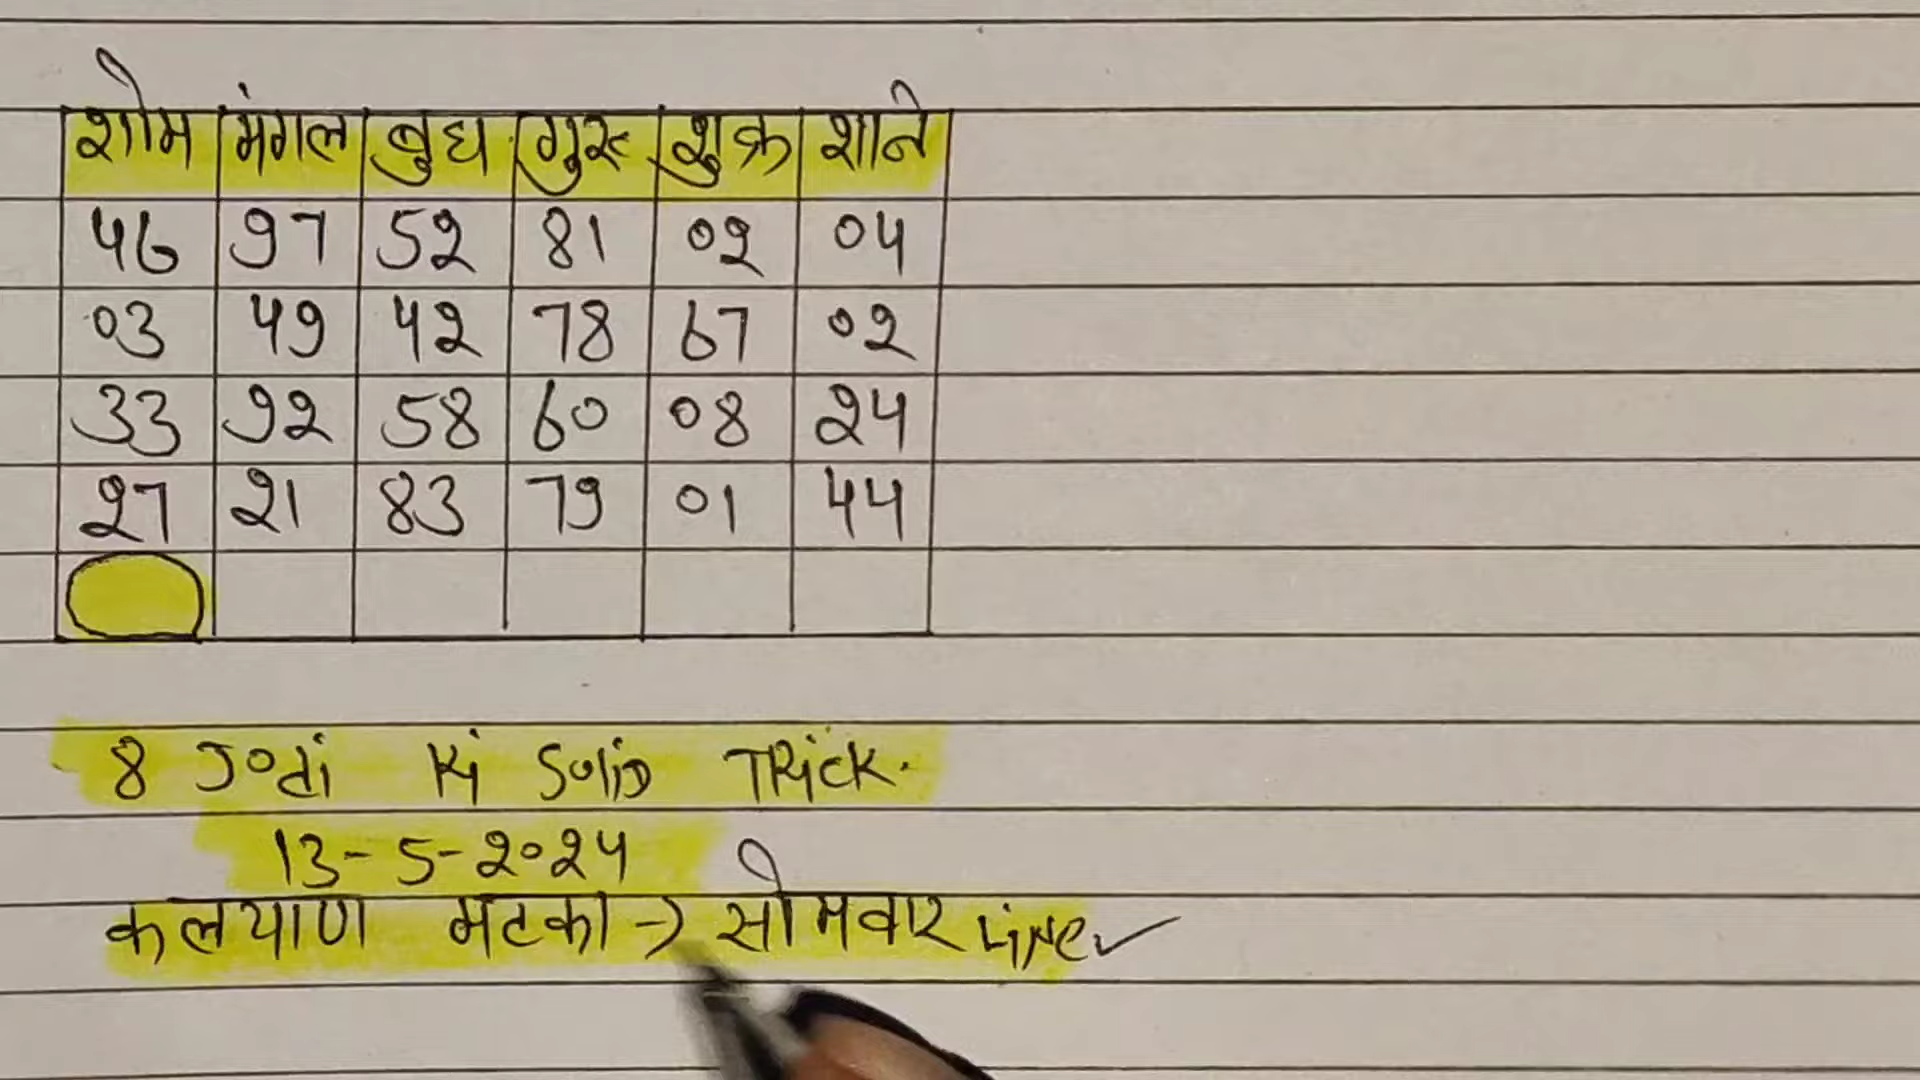 शोम मंगल बुध गुरु शुक्र शनि
46 97 52 81 02 04
03 49 42 78 67 02
33 92 58 60 08 24
27 21 83 79 01 44
8 Jodi Ki SoliD TRicK.
13-5-2024
कलयाण मटका → सोमवार LiNe ✓